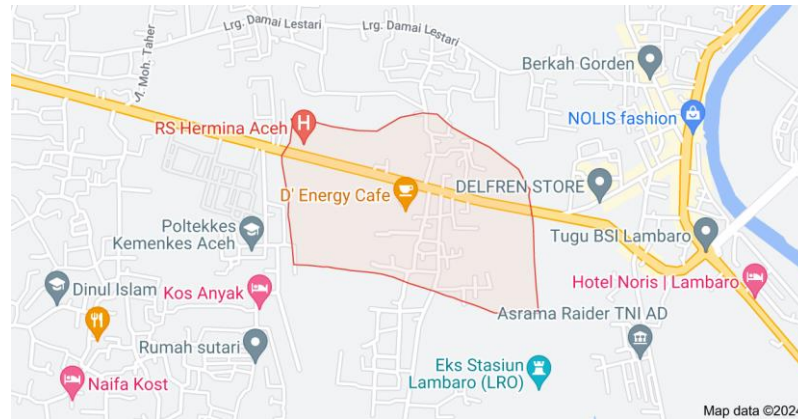 Lrg. Damai Lestari
Lrg. Damai Lestari
Jl. Moh. Taher
Berkah Gorden
RS Hermina Aceh
H
NOLIS fashion
D' Energy Cafe
DELFREN STORE
Poltekkes
Kemenkes Aceh
Tugu BSI Lambaro
Dinul Islam
Kos Anyak
Hotel Noris | Lambaro
Asrama Raider TNI AD
Rumah sutari
Eks Stasiun
Lambaro (LRO)
Naifa Kost
Map data ©2024